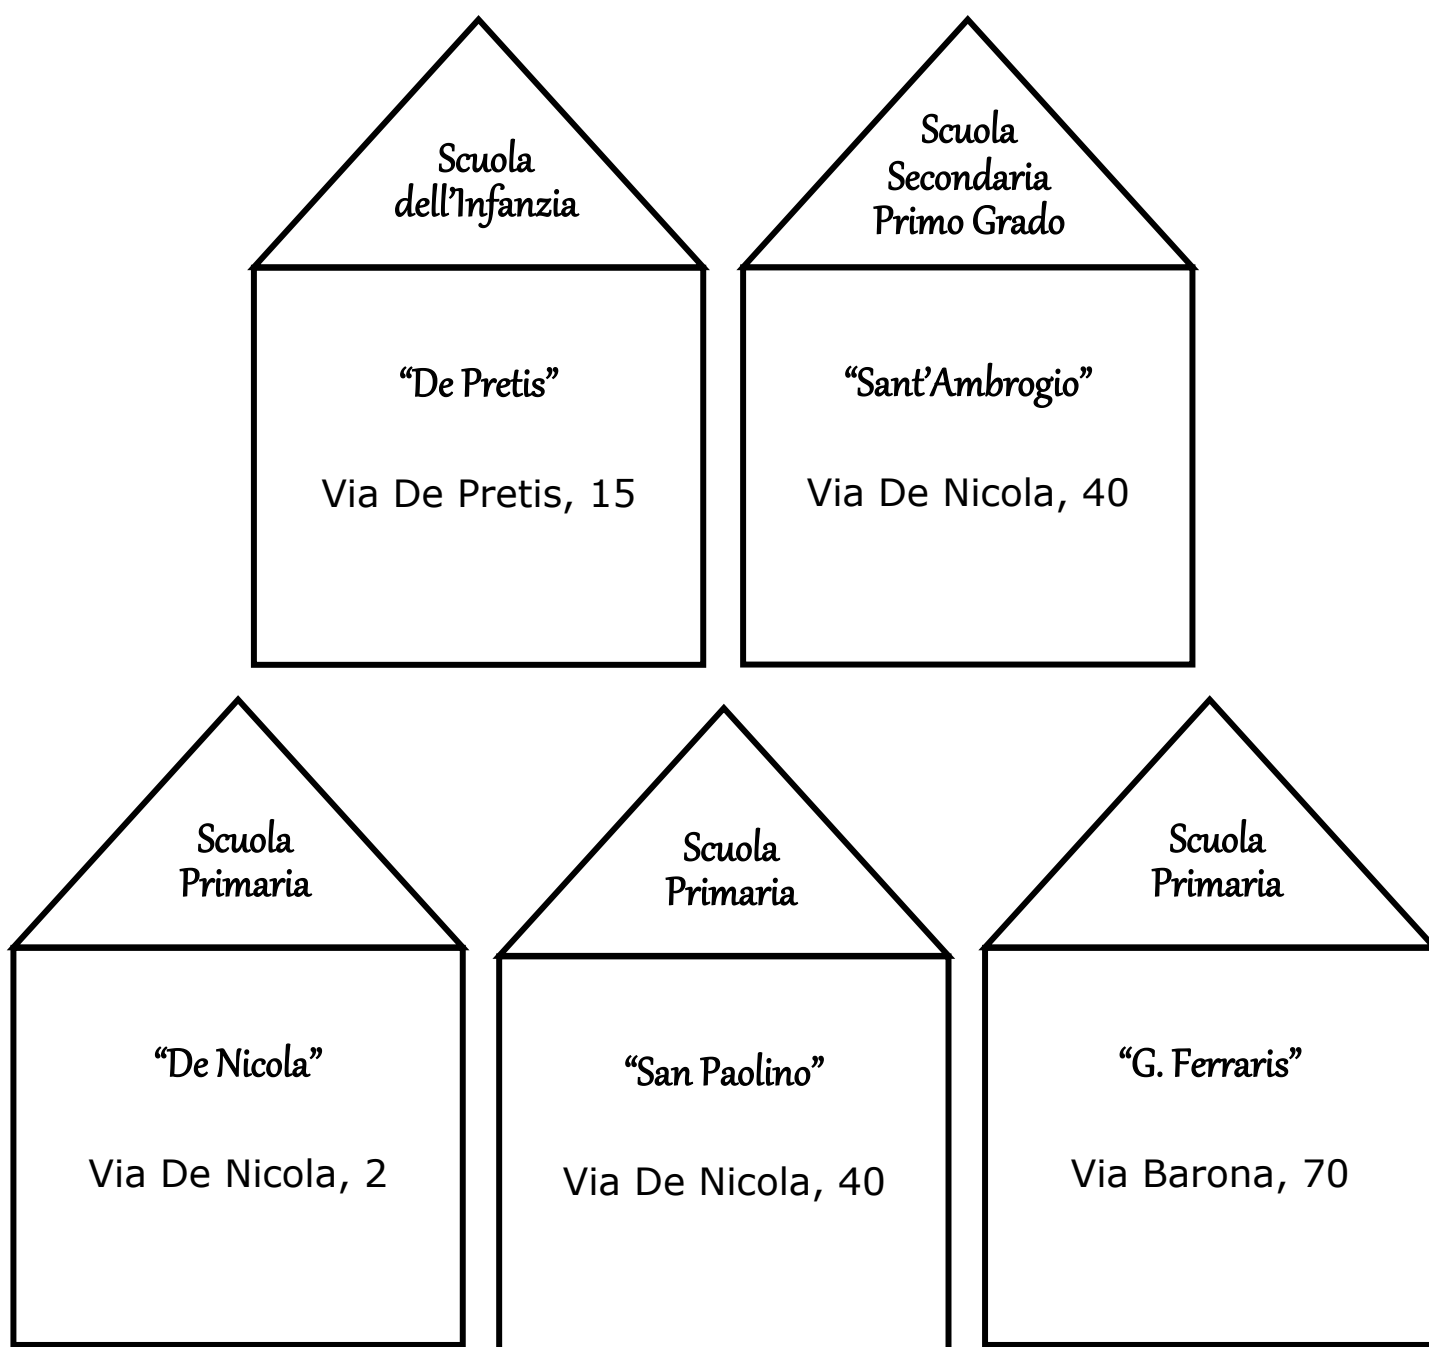 Scuola
dell'Infanzia
"De Pretis"
Via De Pretis, 15
Scuola
Secondaria
Primo Grado
"Sant'Ambrogio"
Via De Nicola, 40
Scuola
Primaria
"De Nicola"
Via De Nicola, 2
Scuola
Primaria
"San Paolino"
Via De Nicola, 40
Scuola
Primaria
"G. Ferraris"
Via Barona, 70